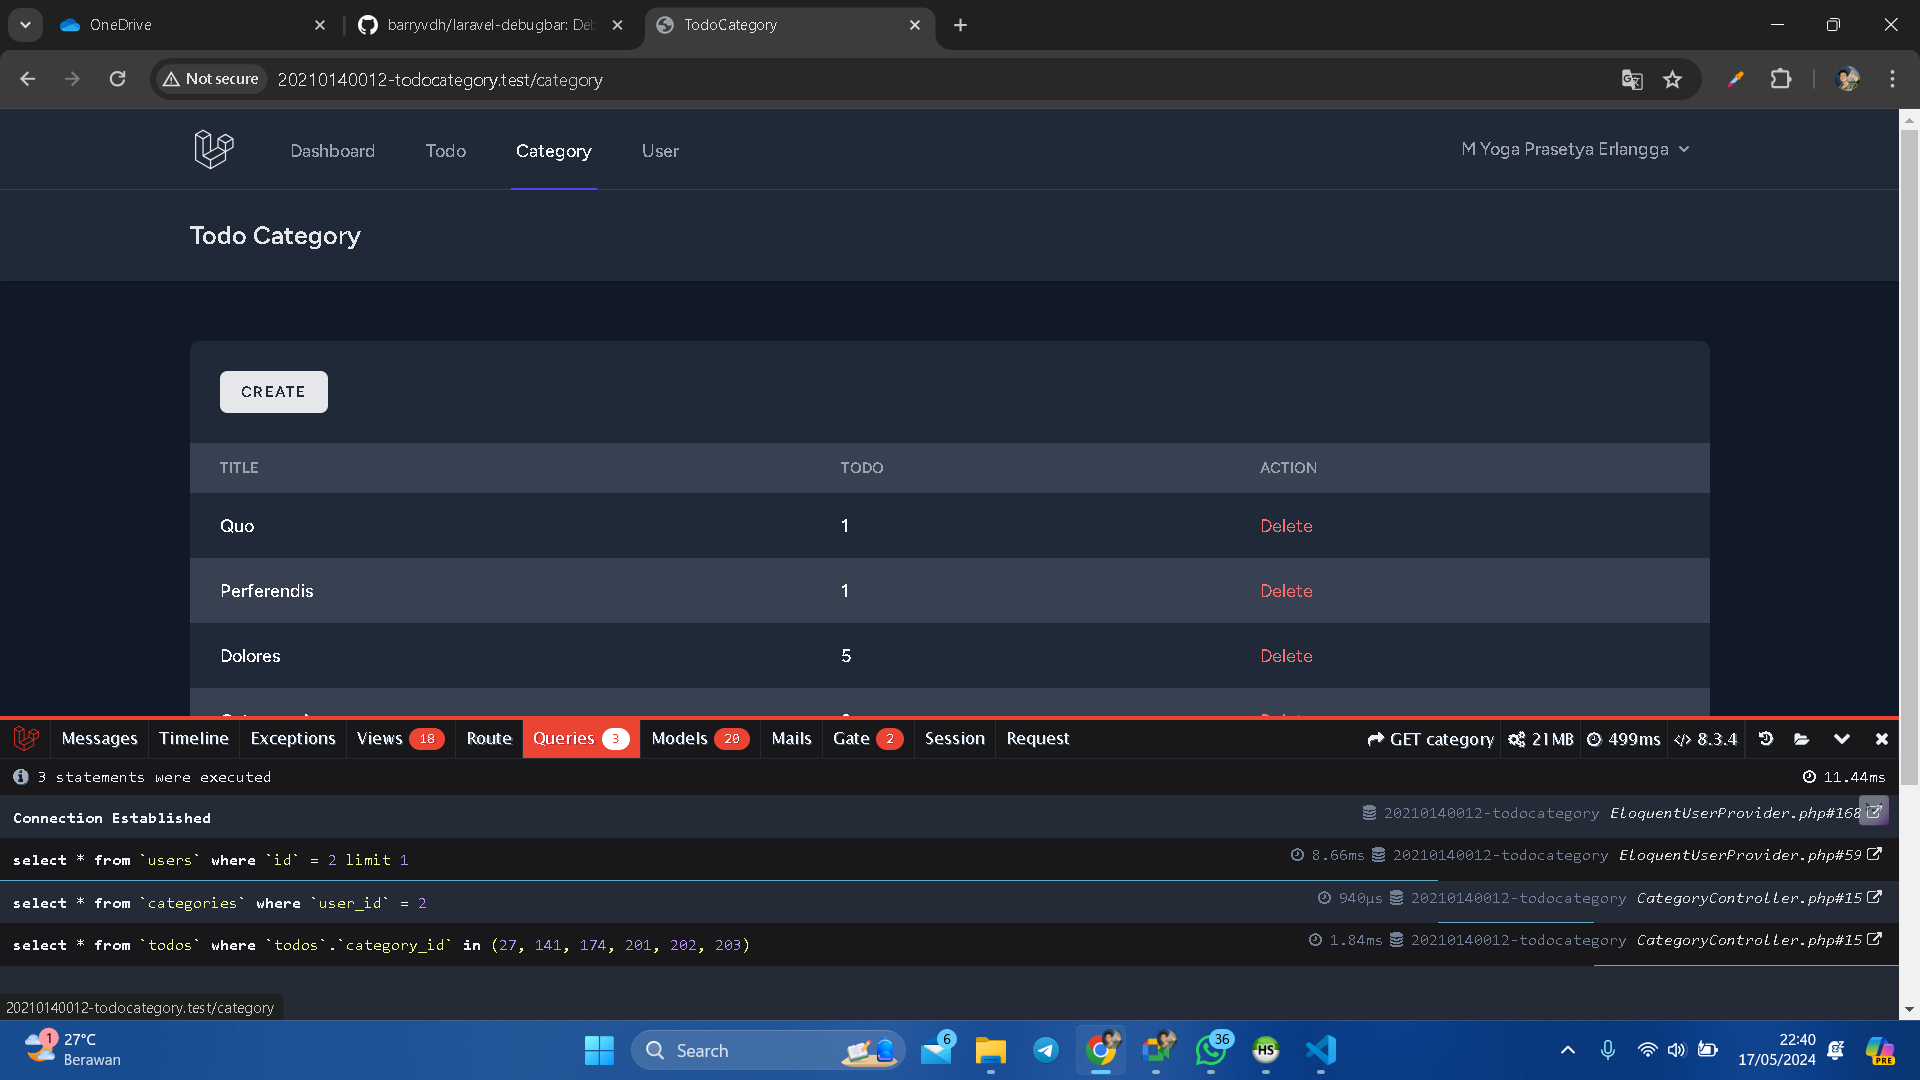 OneDrive
barryvdh/laravel-debugbar: Deb
TodoCategory
Not secure
20210140012-todocategory.test/category
Dashboard Todo Category User
M Yoga Prasetya Erlangga
Todo Category
CREATE
TITLE TODO ACTION
Quo 1 Delete
Perferendis 1 Delete
Dolores 5 Delete
Messages Timeline Exceptions Views 18 Route Queries 3 Models 20 Mails Gate 2 Session Request GET category 21MB 499ms 8.3.4
3 statements were executed 11.44ms
Connection Established 20210140012-todocategory EloquentUserProvider.php#168
select * from `users` where `id` = 2 limit 1 8.66ms 20210140012-todocategory EloquentUserProvider.php#59
select * from `categories` where `user_id` = 2 940μs 20210140012-todocategory CategoryController.php#15
select * from `todos` where `todos`.`category_id` in (27, 141, 174, 201, 202, 203) 1.84ms 20210140012-todocategory CategoryController.php#15
20210140012-todocategory.test/category
1
27°C
Berawan
Search
6
36
HS
22:40
17/05/2024
PRE